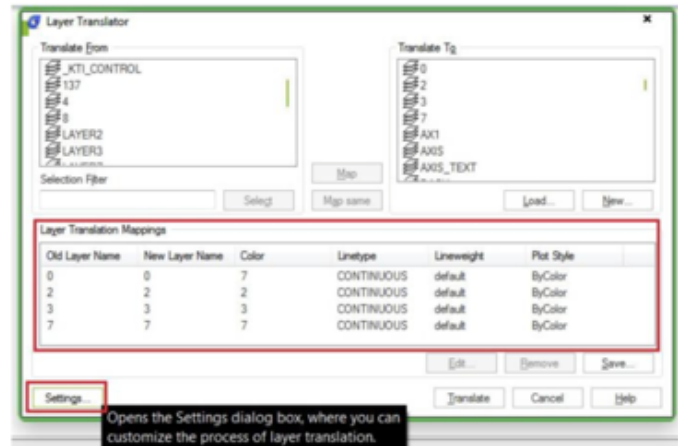 Layer Translator
Translate From
Translate To
_KTI_CONTROL
137
4
8
LAYER2
LAYER3
0
2
3
7
AX1
AXIS
AXIS_TEXT
Map
Selection Filter
Select
Map same
Load...
New...
Layer Translation Mappings
Old Layer Name New Layer Name Color Linetype Lineweight Plot Style
0 0 7 CONTINUOUS default ByColor
2 2 2 CONTINUOUS default ByColor
3 3 3 CONTINUOUS default ByColor
7 7 7 CONTINUOUS default ByColor
Edit... Remove Save...
Settings... Translate Cancel Help
Opens the Settings dialog box, where you can
customize the process of layer translation.